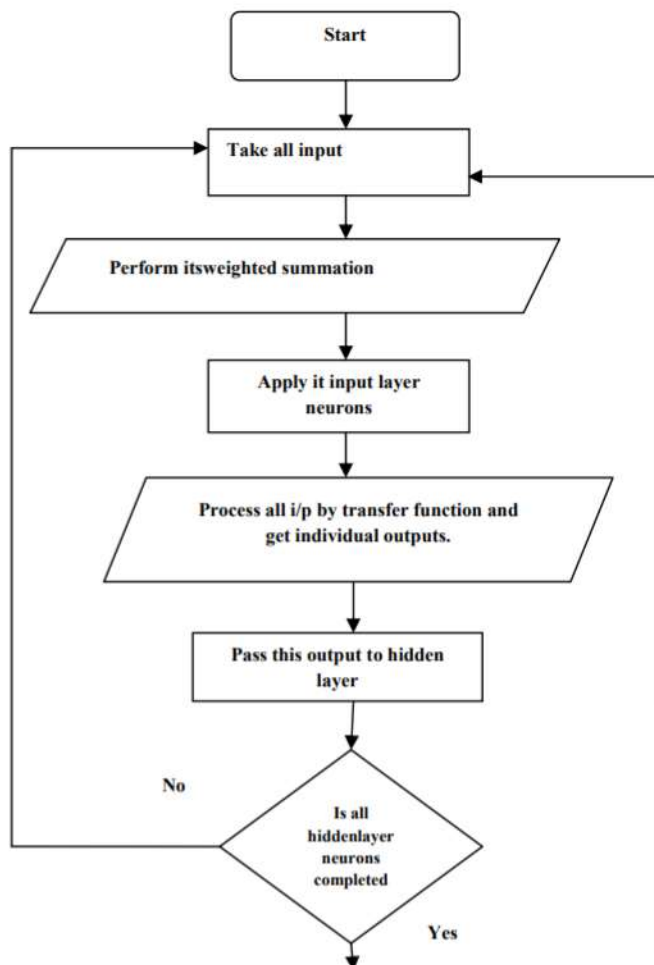 Start
Take all input
Perform itsweighted summation
Apply it input layer
neurons
Process all i/p by transfer function and
get individual outputs.
Pass this output to hidden
layer
No
Is all
hiddenlayer
neurons
completed
Yes